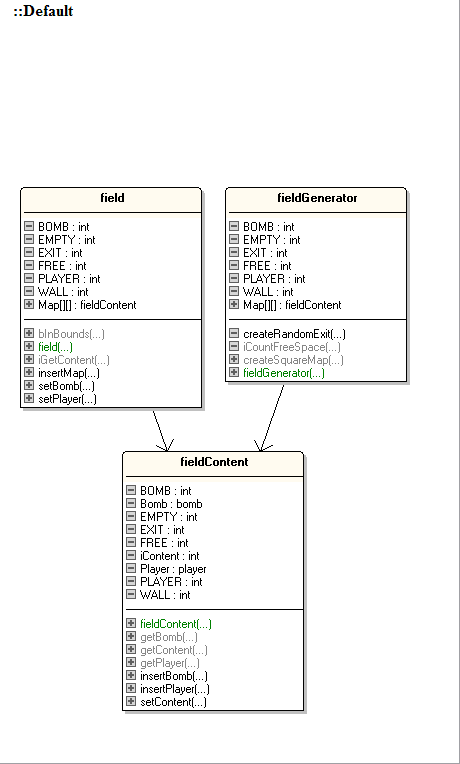 ::Default
field
BOMB : int
EMPTY : int
EXIT : int
FREE : int
PLAYER : int
WALL : int
Map[][] : fieldContent
bInBounds(...)
field(...)
iGetContent(...)
insertMap(...)
setBomb(...)
setPlayer(...)
fieldGenerator
BOMB : int
EMPTY : int
EXIT : int
FREE : int
PLAYER : int
WALL : int
Map[][] : fieldContent
createRandomExit(...)
iCountFreeSpace(...)
createSquareMap(...)
fieldGenerator(...)
fieldContent
BOMB : int
Bomb : bomb
EMPTY : int
EXIT : int
FREE : int
iContent : int
Player : player
PLAYER : int
WALL : int
fieldContent(...)
getBomb(...)
getContent(...)
getPlayer(...)
insertBomb(...)
insertPlayer(...)
setContent(...)